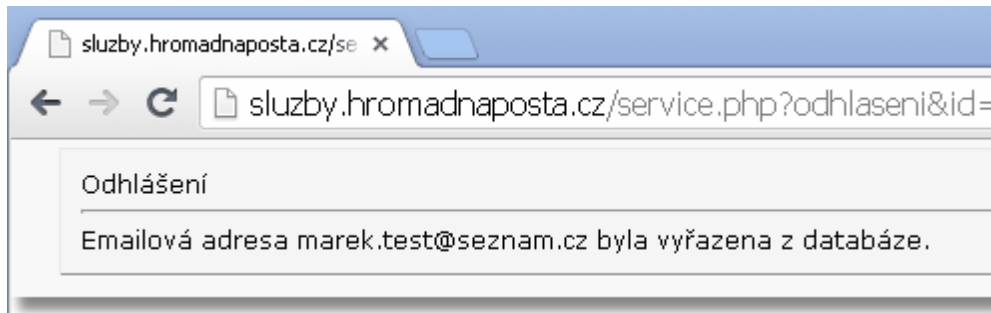 sluzby.hromadnaposta.cz/se
sluzby.hromadnaposta.cz/service.php?odhlaseni&id=
Odhlášení
Emailová adresa marek.test@seznam.cz byla vyřazena z databáze.